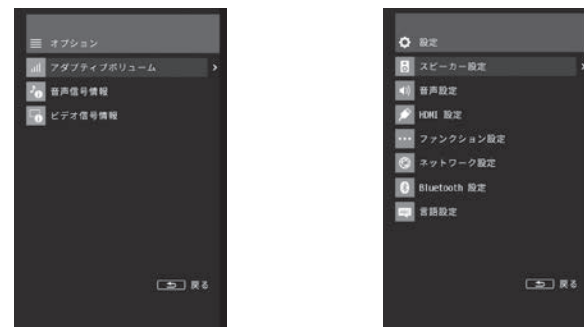 オプション
アダプティブボリューム
音声信号情報
ビデオ信号情報
戻る
設定
スピーカー設定
音声設定
HDMI 設定
ファンクション設定
ネットワーク設定
Bluetooth 設定
言語設定
戻る